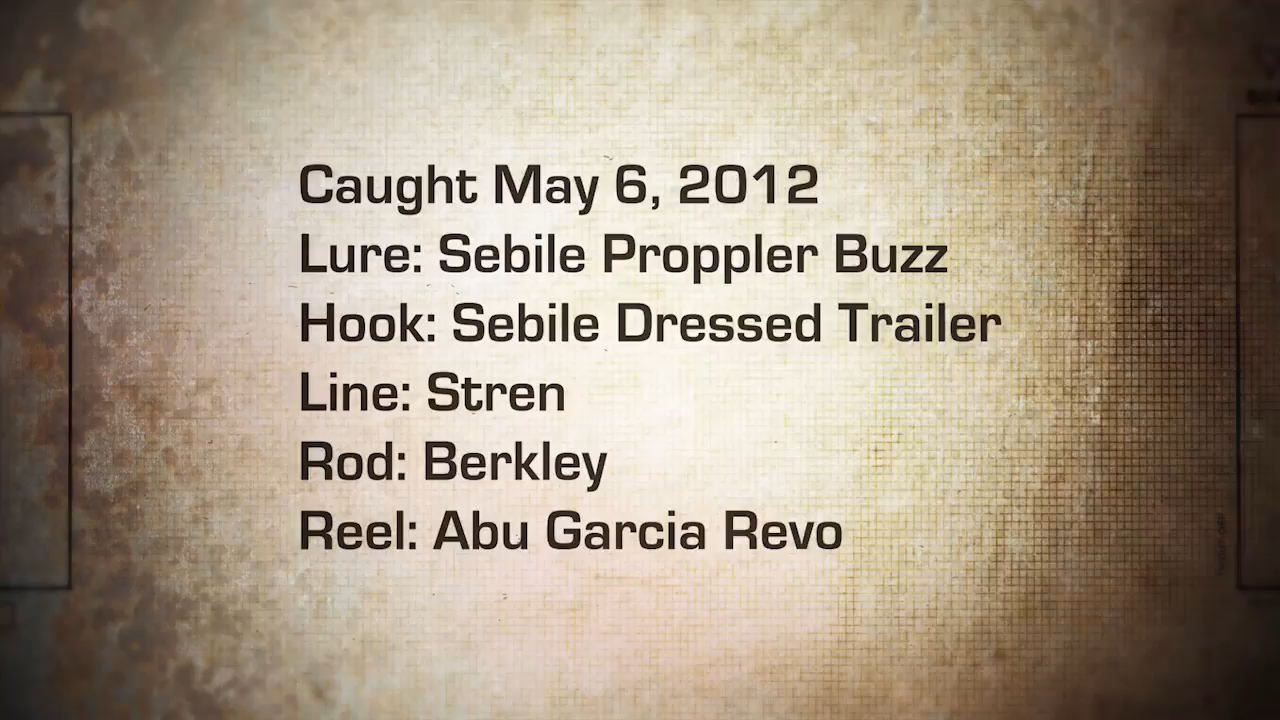 Caught May 6, 2012
Lure: Sebile Proppler Buzz
Hook: Sebile Dressed Trailer
Line: Stren
Rod: Berkley
Reel: Abu Garcia Revo